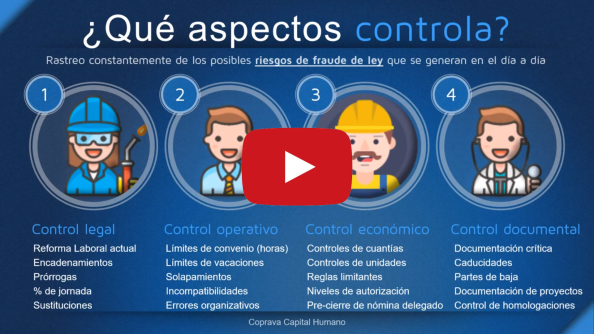 ¿Qué aspectos controla?
Rastreo constantemente de los posibles riesgos de fraude de ley que se generan en el día a día
1
2
3
4
Control legal
Reforma Laboral actual
Encadenamientos
Prórrogas
% de jornada
Sustituciones
Control operativo
Límites de convenio (horas)
Límites de vacaciones
Solapamientos
Incompatibilidades
Errores organizativos
Control económico
Controles de cuantías
Controles de unidades
Reglas limitantes
Niveles de autorización
Pre-cierre de nómina delegado
Control documental
Documentación crítica
Caducidades
Partes de baja
Documentación de proyectos
Control de homologaciones
Coprava Capital Humano